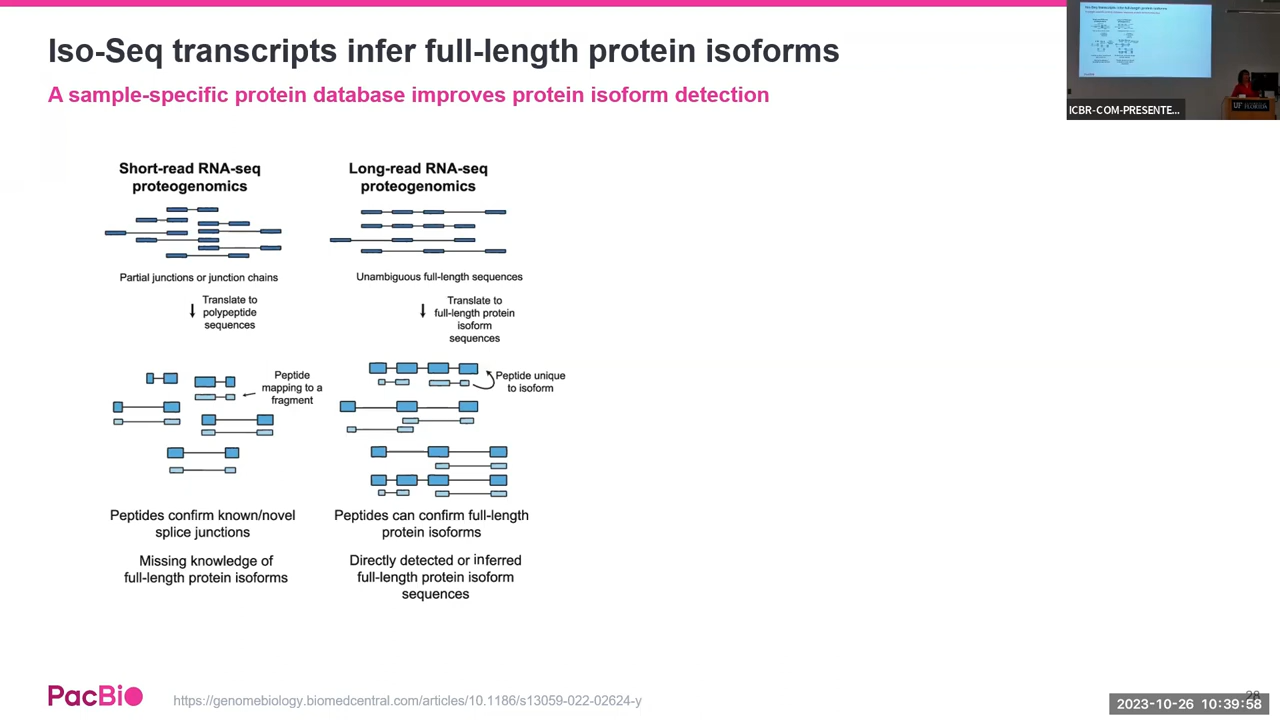 Iso-Seq transcripts infer full-length protein isoforms
A sample-specific protein database improves protein isoform detection
ICBR-COM-PRESENTE...
UF
Short-read RNA-seq
proteogenomics
Partial junctions or junction chains
Translate to
polypeptide
sequences
Peptide
mapping to a
fragment
Peptides confirm known/novel
splice junctions
Missing knowledge of
full-length protein isoforms
Long-read RNA-seq
proteogenomics
Unambiguous full-length sequences
Translate to
full-length protein
isoform
sequences
Peptide unique
to isoform
Peptides can confirm full-length
protein isoforms
Directly detected or inferred
full-length protein isoform
sequences
PacBio
https://genomebiology.biomedcentral.com/articles/10.1186/s13059-022-02624-y
28
2023-10-26 10:39:58